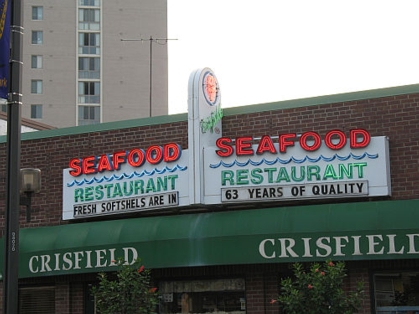 SEAFOOD
RESTAURANT
FRESH SOFTSHELS ARE IN
SEAFOOD
RESTAURANT
63 YEARS OF QUALITY
CRISFIELD
CRISFIELD